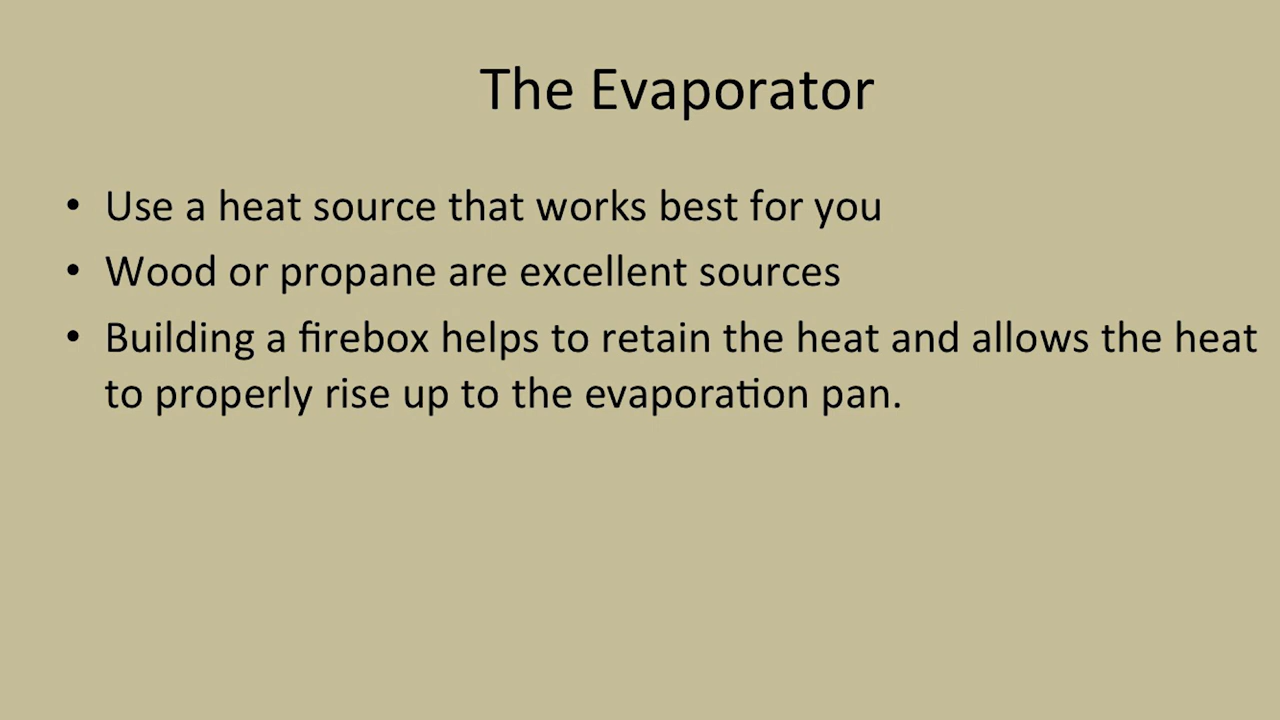 The Evaporator
• Use a heat source that works best for you
• Wood or propane are excellent sources
• Building a firebox helps to retain the heat and allows the heat
to properly rise up to the evaporation pan.